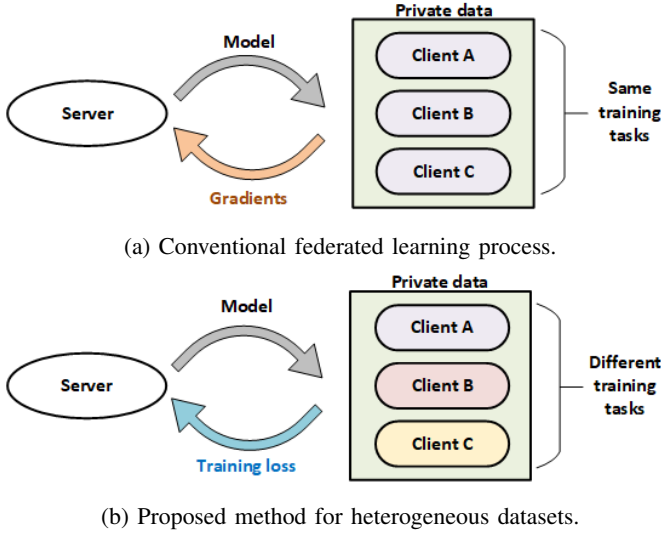 Private data
Model
Client A
Server
Client B
Same
training
tasks
Client C
Gradients
(a) Conventional federated learning process.
Private data
Model
Client A
Server
Client B
Different
training
tasks
Client C
Training loss
(b) Proposed method for heterogeneous datasets.